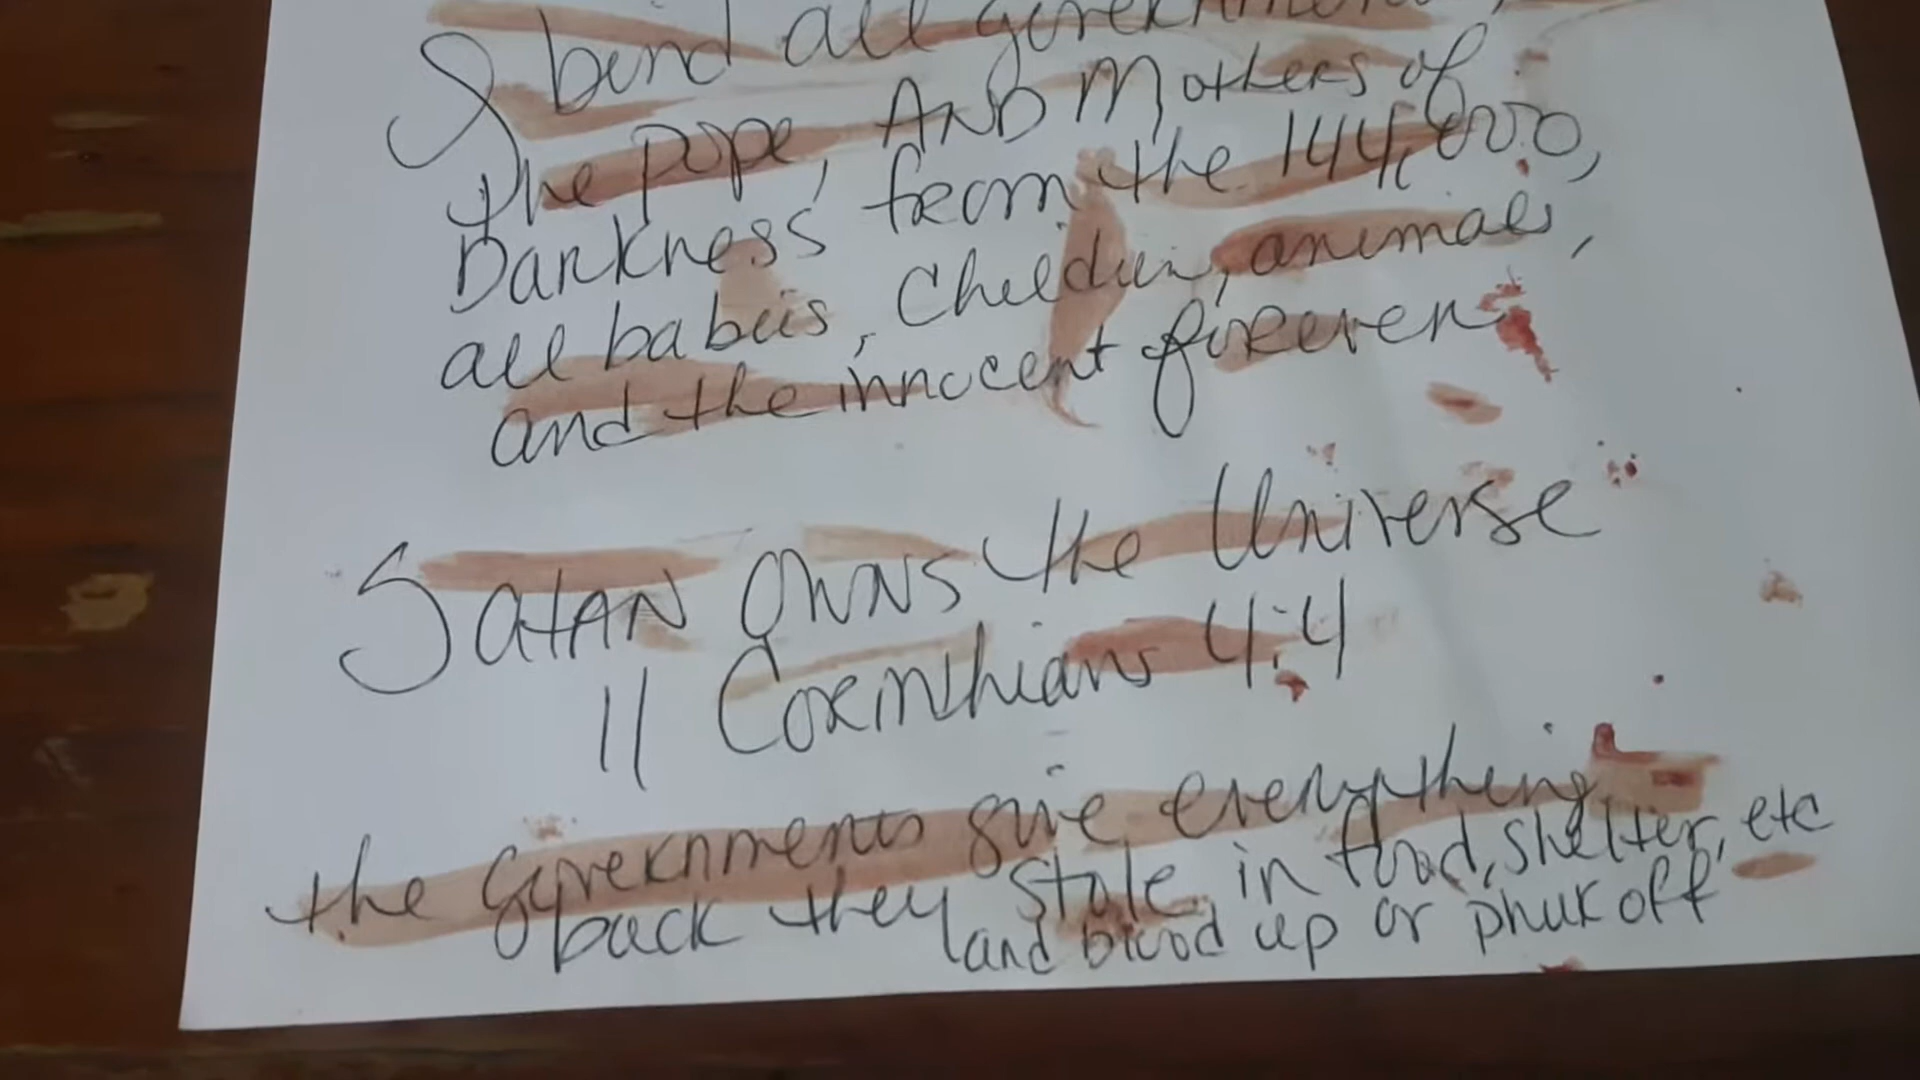 I bind all governments,
the pope, AND Mothers of
Darkness from the 144,000,
all babies, Children, animals,
and the innocent forever
SatAN OwNs the Universe
II Corinthians 4:4
the Governments give everything
back they stole in food, shelter, etc
and blood up or phuk off